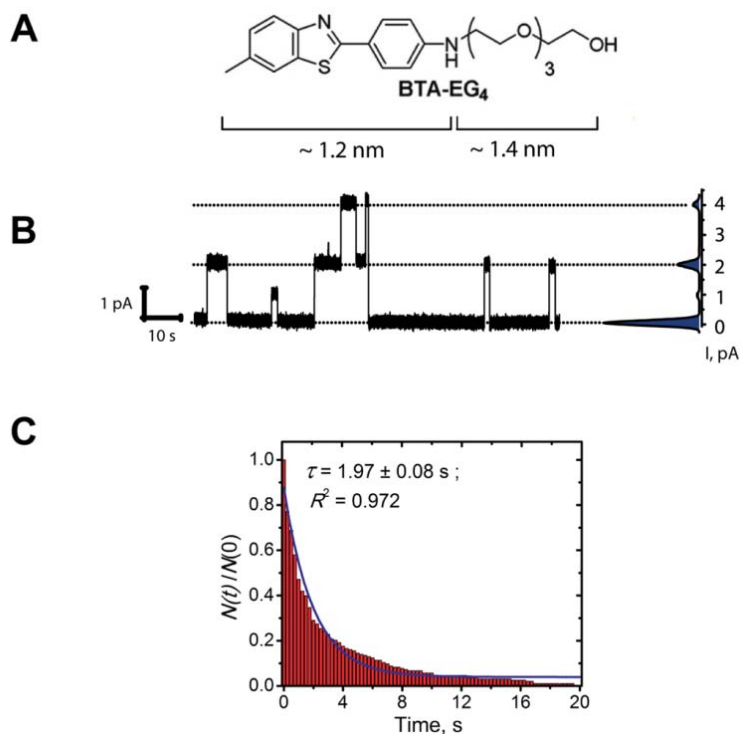 A
N
S
N
H
O
3
OH
BTA-EG₄
~ 1.2 nm
~ 1.4 nm
B
1 pA
10 s
4
3
2
1
0
I, pA
C
τ = 1.97 ± 0.08 s ;
R² = 0.972
N(t)/N(0)
1.0
0.8
0.6
0.4
0.2
0.0
0 4 8 12 16 20
Time, s